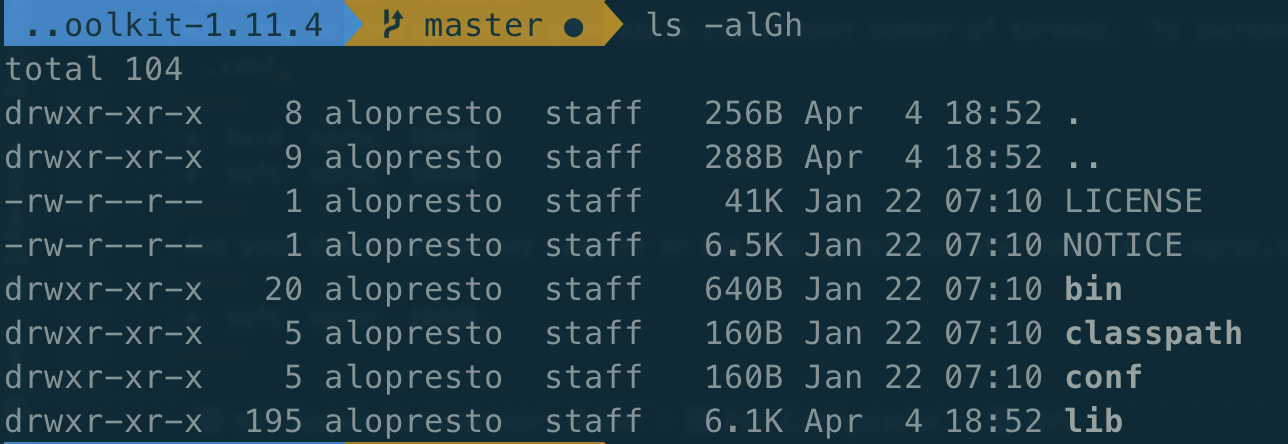 ..oolkit-1.11.4 master ● ls -alGh
total 104
drwxr-xr-x 8 alopresto staff 256B Apr 4 18:52 .
drwxr-xr-x 9 alopresto staff 288B Apr 4 18:52 ..
-rw-r--r-- 1 alopresto staff 41K Jan 22 07:10 LICENSE
-rw-r--r-- 1 alopresto staff 6.5K Jan 22 07:10 NOTICE
drwxr-xr-x 20 alopresto staff 640B Jan 22 07:10 bin
drwxr-xr-x 5 alopresto staff 160B Jan 22 07:10 classpath
drwxr-xr-x 5 alopresto staff 160B Jan 22 07:10 conf
drwxr-xr-x 195 alopresto staff 6.1K Apr 4 18:52 lib